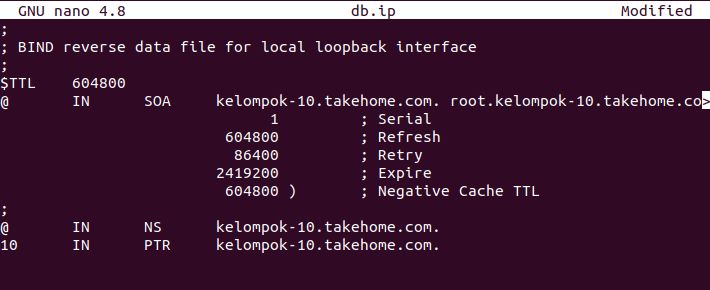 GNU nano 4.8 db.ip Modified
;
; BIND reverse data file for local loopback interface
;
$TTL 604800
@ IN SOA kelompok-10.takehome.com. root.kelompok-10.takehome.co>
1 ; Serial
604800 ; Refresh
86400 ; Retry
2419200 ; Expire
604800 ) ; Negative Cache TTL
;
@ IN NS kelompok-10.takehome.com.
10 IN PTR kelompok-10.takehome.com.